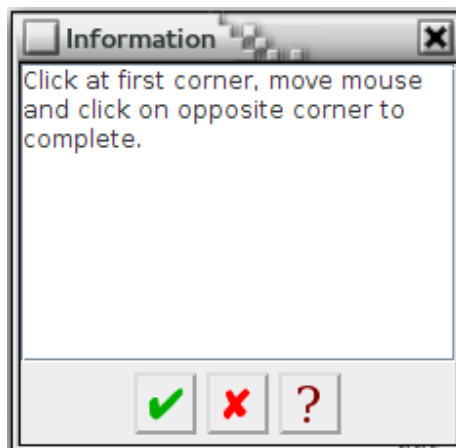 Information
Click at first corner, move mouse
and click on opposite corner to
complete.
?